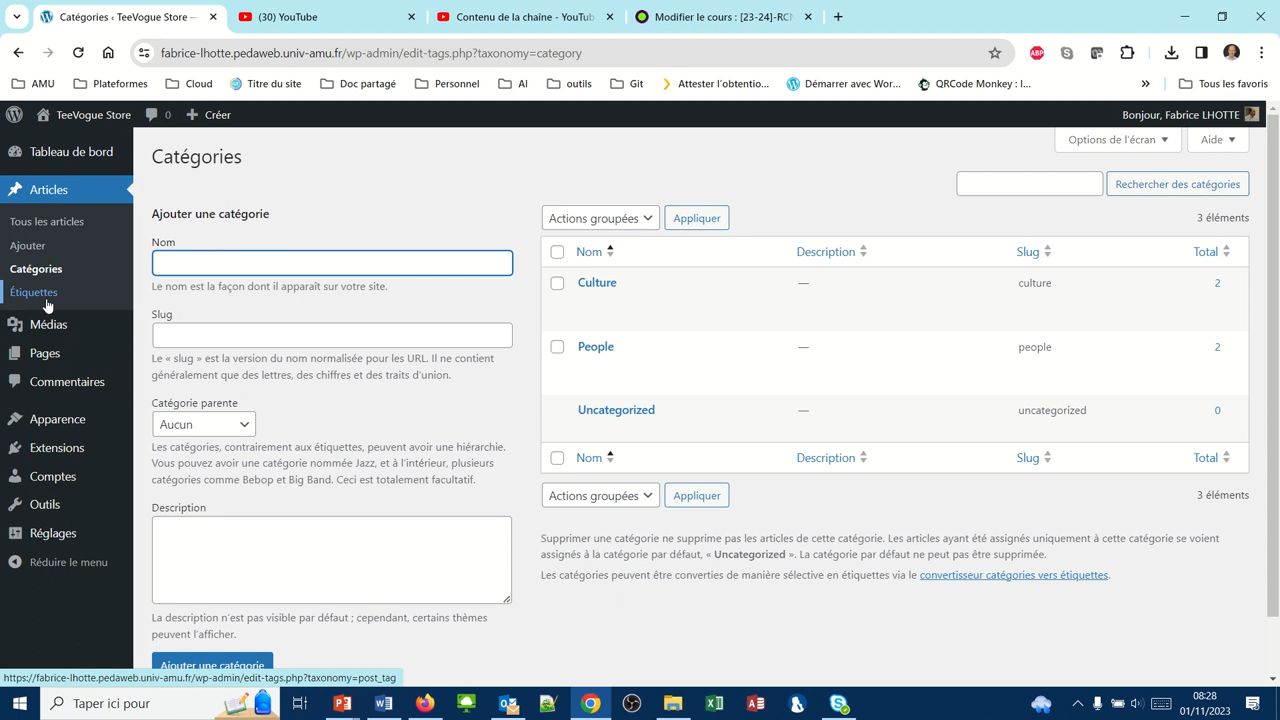 Catégories ‹ TeeVogue Store —
(30) YouTube
Contenu de la chaîne - YouTub
Modifier le cours : [23-24]-RCN
fabrice-lhotte.pedaweb.univ-amu.fr/wp-admin/edit-tags.php?taxonomy=category
AMU
Plateformes
Cloud
Titre du site
Doc partagé
Personnel
AI
outils
Git
Attester l'obtentio...
Démarrer avec Wor...
QRCode Monkey : l...
Tous les favoris
TeeVogue Store
0
Créer
Bonjour, Fabrice LHOTTE
Tableau de bord
Articles
Tous les articles
Ajouter
Catégories
Étiquettes
Médias
Pages
Commentaires
Apparence
Extensions
Comptes
Outils
Réglages
Réduire le menu
Options de l'écran
Aide
Catégories
Rechercher des catégories
Ajouter une catégorie
Nom
Le nom est la façon dont il apparaît sur votre site.
Slug
Le « slug » est la version du nom normalisée pour les URL. Il ne contient
généralement que des lettres, des chiffres et des traits d'union.
Catégorie parente
Aucun
Les catégories, contrairement aux étiquettes, peuvent avoir une hiérarchie.
Vous pouvez avoir une catégorie nommée Jazz, et à l'intérieur, plusieurs
catégories comme Bebop et Big Band. Ceci est totalement facultatif.
Description
La description n'est pas visible par défaut ; cependant, certains thèmes
peuvent l'afficher.
Ajouter une catégorie
Actions groupées
Appliquer
3 éléments
Nom Description Slug Total
Culture — culture 2
People — people 2
Uncategorized — uncategorized 0
Nom Description Slug Total
Actions groupées
Appliquer
3 éléments
Supprimer une catégorie ne supprime pas les articles de cette catégorie. Les articles ayant été assignés uniquement à cette catégorie se voient
assignés à la catégorie par défaut, « Uncategorized ». La catégorie par défaut ne peut pas être supprimée.
Les catégories peuvent être converties de manière sélective en étiquettes via le convertisseur catégories vers étiquettes.
https://fabrice-lhotte.pedaweb.univ-amu.fr/wp-admin/edit-tags.php?taxonomy=post_tag
Taper ici pour
08:28
01/11/2023